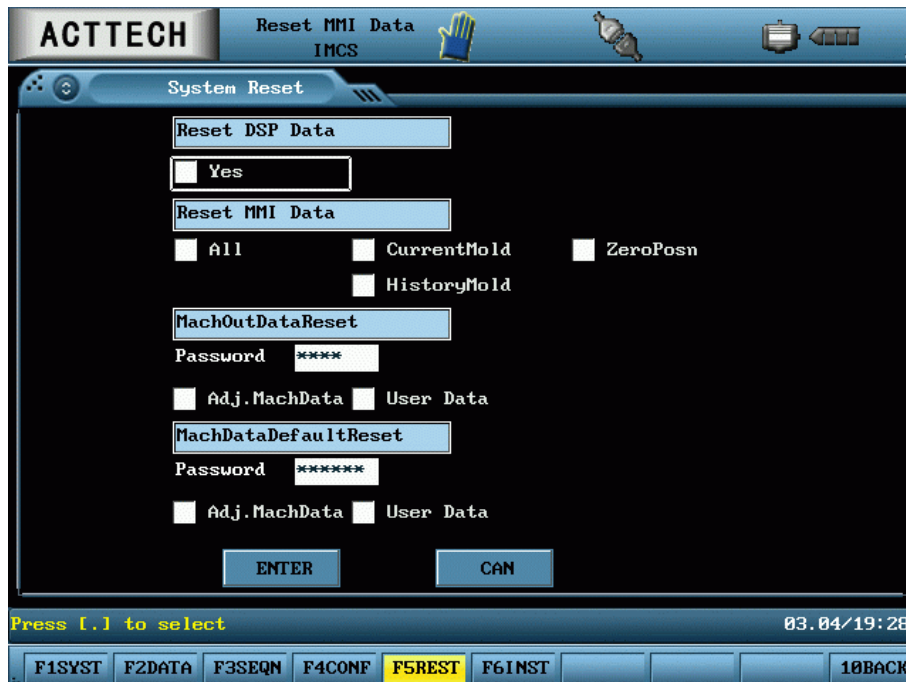 ACTTECH
Reset MMI Data
IMCS
System Reset
Reset DSP Data
Yes
Reset MMI Data
All CurrentMold ZeroPosn
HistoryMold
MachOutDataReset
Password ****
Adj.MachData User Data
MachDataDefaultReset
Password ******
Adj.MachData User Data
ENTER CAN
Press [.] to select 03.04/19:28
F1SYST F2DATA F3SEQN F4CONF F5REST F6INST 10BACK